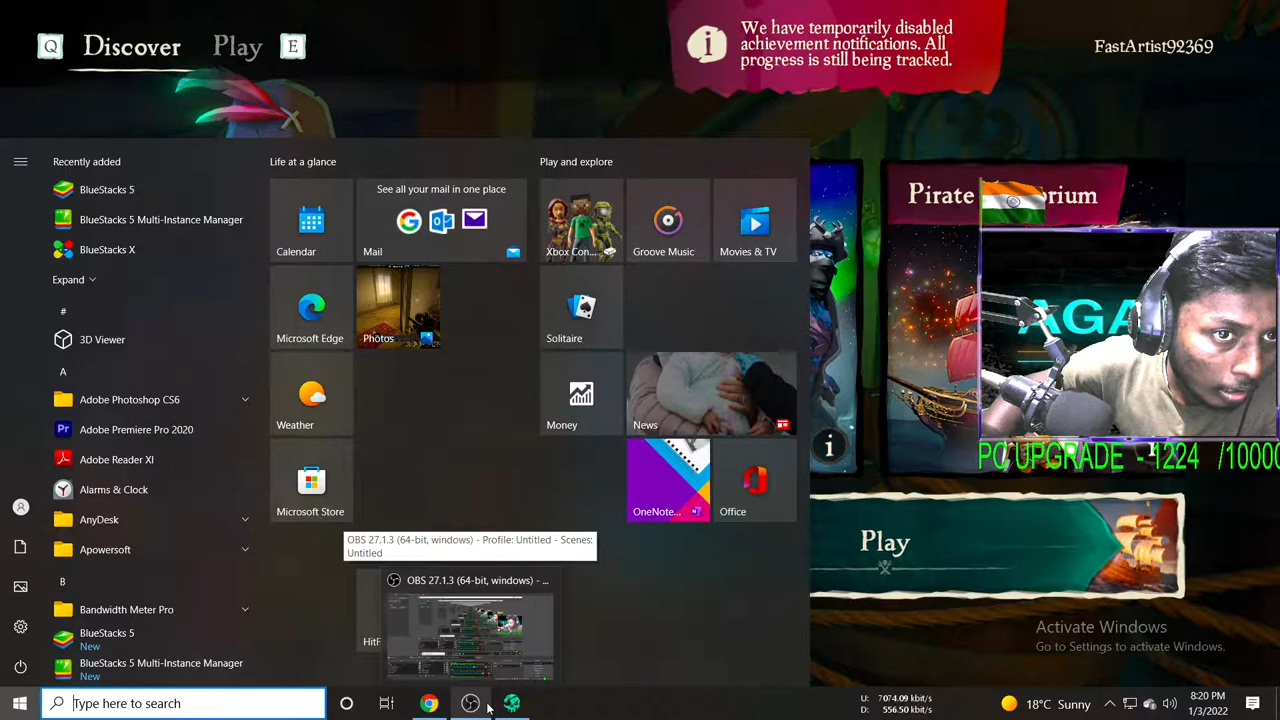 Q Discover Play E
We have temporarily disabled
achievement notifications. All
progress is still being tracked.
FastArtist92369
Recently added
Life at a glance
Play and explore
BlueStacks 5
BlueStacks 5 Multi-Instance Manager
BlueStacks X
Expand
#
3D Viewer
A
Adobe Photoshop CS6
Adobe Premiere Pro 2020
Adobe Reader XI
Alarms & Clock
AnyDesk
Apowersoft
B
Bandwidth Meter Pro
BlueStacks 5
New
BlueStacks 5 Multi-Instance Manager
New
See all your mail in one place
Calendar
Mail
Xbox Con...
Groove Music
Movies & TV
Microsoft Edge
Photos
Solitaire
Weather
Money
News
Microsoft Store
OneNote...
Office
OBS 27.1.3 (64-bit, windows) - Profile: Untitled - Scenes:
Untitled
OBS 27.1.3 (64-bit, windows) - ...
Pirate
AGA
PC UPGRADE - 1224 /10000
Play
Activate Windows
Go to Settings to activate Windows.
Type here to search
U: 7074.09 kbit/s
D: 556.50 kbit/s
18°C Sunny
8:20 PM
1/3/2022